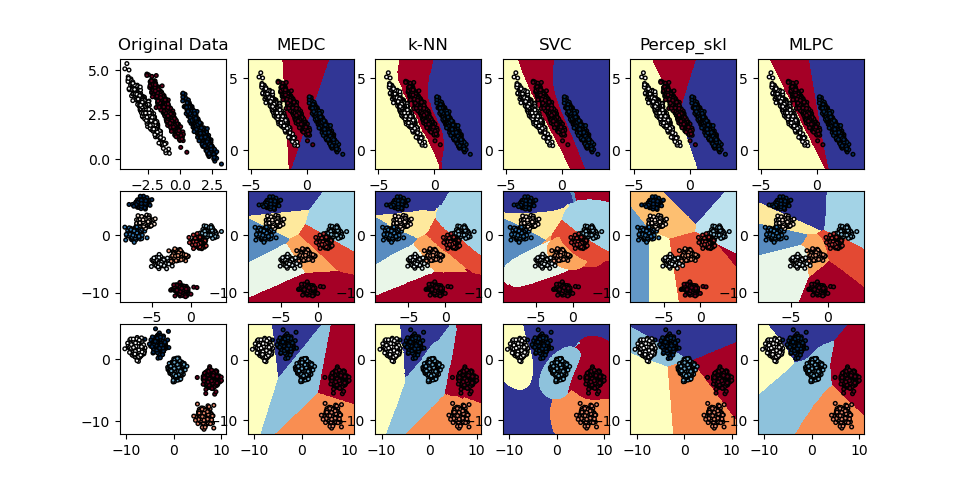 Original Data MEDC k-NN SVC Percep_skl MLPC
5.0 5 5 5 5 5
2.5
0.0 0 0 0 0 0
−2.5 0.0 2.5 −5 0 −5 0 −5 0 −5 0 −5 0
0 0 0 0 0 0
−10 −10 −10 −10 −10 −10
−5 0 −5 0 −5 0 −5 0 −5 0 −5 0
0 0 0 0 0 0
−10 −10 −10 −10 −10 −10
−10 0 10 −10 0 10 −10 0 10 −10 0 10 −10 0 10 −10 0 10